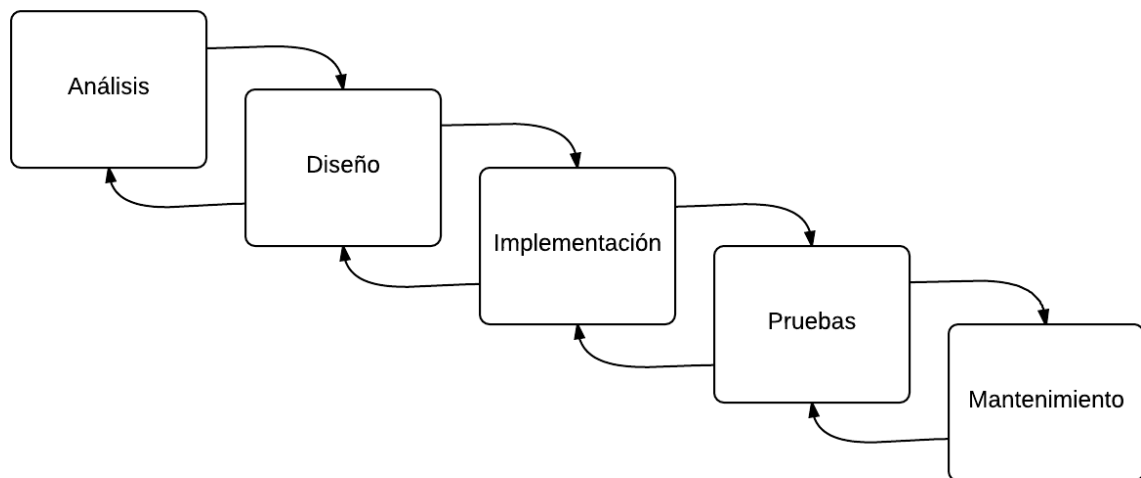 Análisis
Diseño
Implementación
Pruebas
Mantenimiento